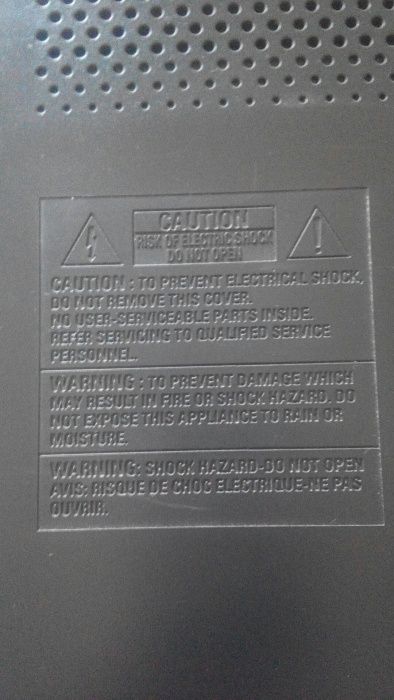 CAUTION
RISK OF ELECTRIC SHOCK
DO NOT OPEN
CAUTION : TO PREVENT ELECTRICAL SHOCK,
DO NOT REMOVE THIS COVER.
NO USER-SERVICEABLE PARTS INSIDE.
REFER SERVICING TO QUALIFIED SERVICE
PERSONNEL.
WARNING : TO PREVENT DAMAGE WHICH
MAY RESULT IN FIRE OR SHOCK HAZARD. DO
NOT EXPOSE THIS APPLIANCE TO RAIN OR
MOISTURE.
WARNING: SHOCK HAZARD-DO NOT OPEN
AVIS: RISQUE DE CHOC ELECTRIQUE-NE PAS
OUVRIR.